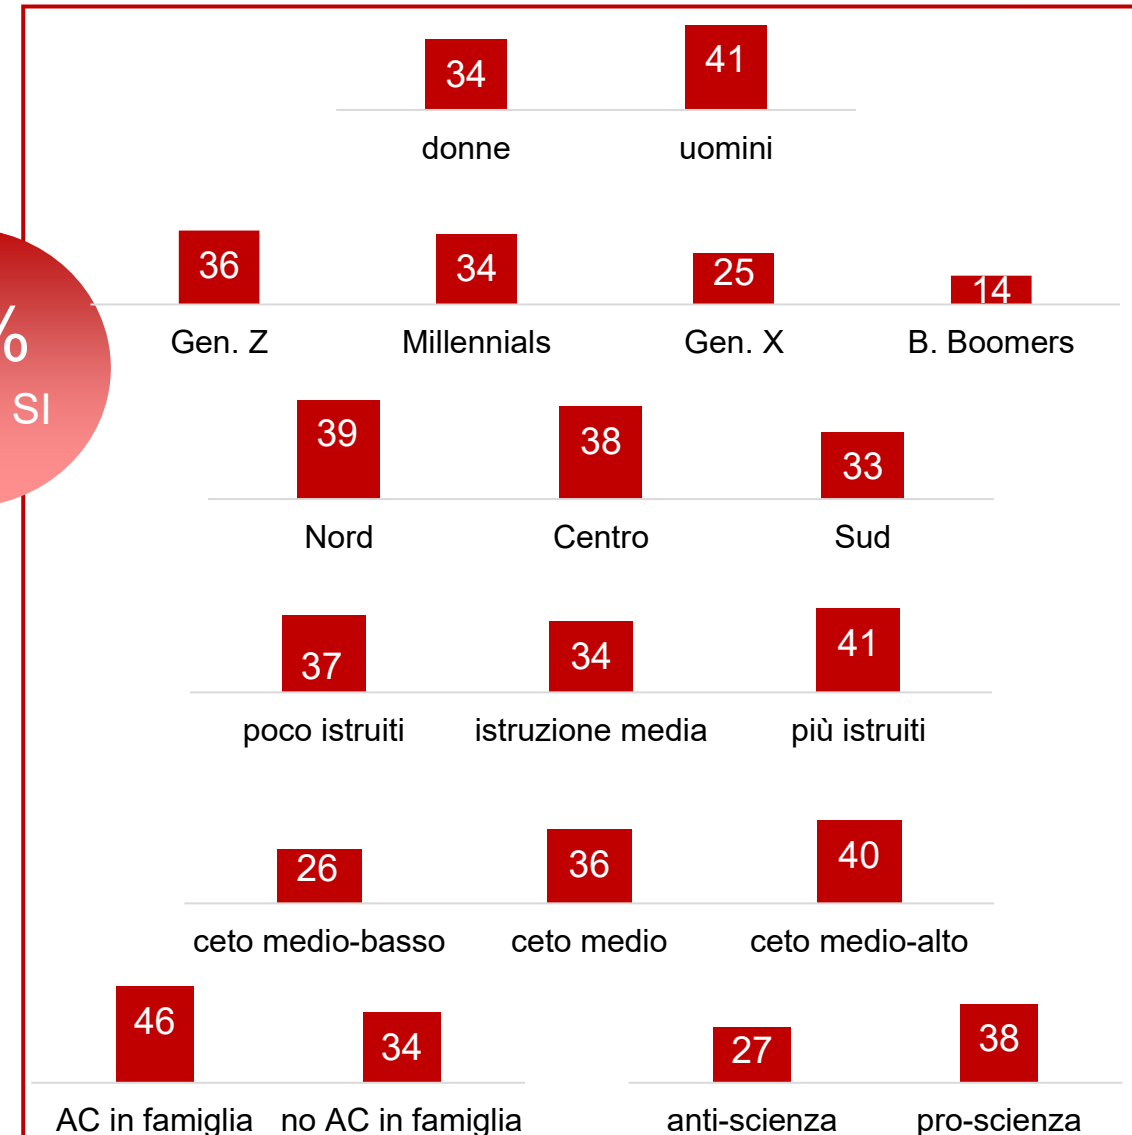 34 41
donne uomini
36 34 25 14
Gen. Z Millennials Gen. X B. Boomers
%
SI
39 38 33
Nord Centro Sud
37 34 41
poco istruiti istruzione media più istruiti
26 36 40
ceto medio-basso ceto medio ceto medio-alto
46 34 27 38
AC in famiglia no AC in famiglia anti-scienza pro-scienza